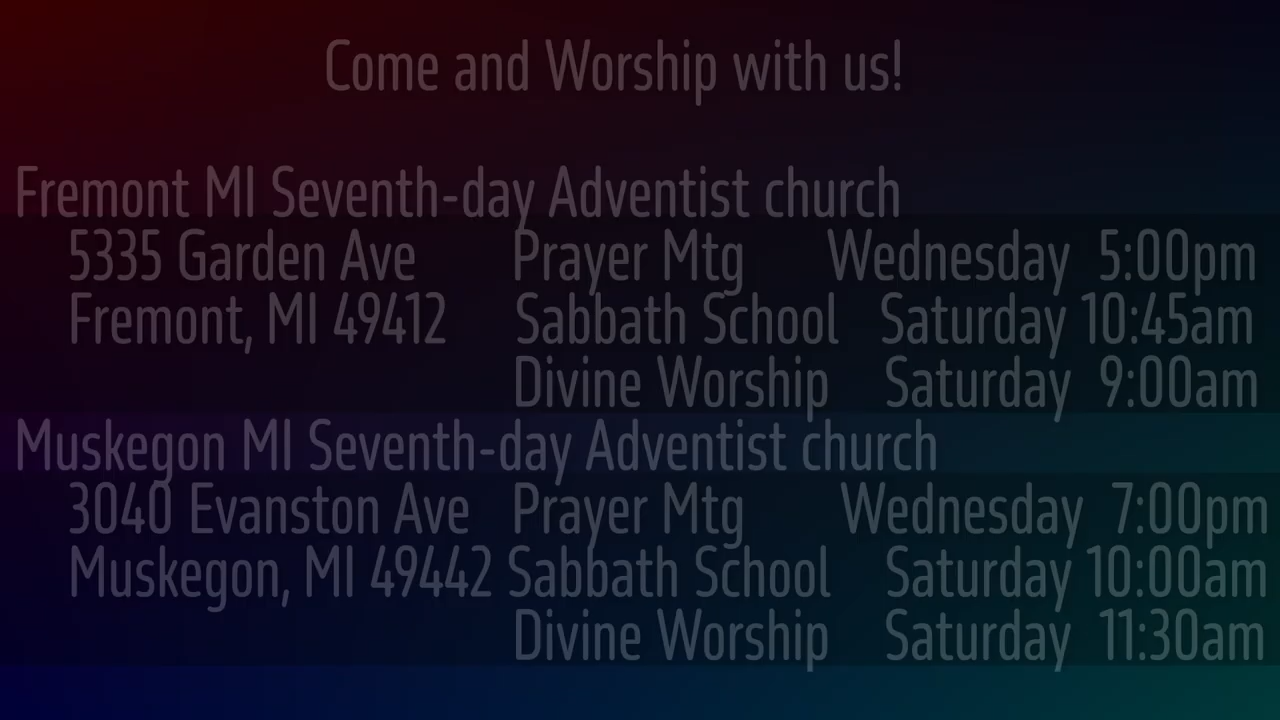 Come and Worship with us!
Fremont MI Seventh-day Adventist church
5335 Garden Ave Prayer Mtg Wednesday 5:00pm
Fremont, MI 49412 Sabbath School Saturday 10:45am
Divine Worship Saturday 9:00am
Muskegon MI Seventh-day Adventist church
3040 Evanston Ave Prayer Mtg Wednesday 7:00pm
Muskegon, MI 49442 Sabbath School Saturday 10:00am
Divine Worship Saturday 11:30am